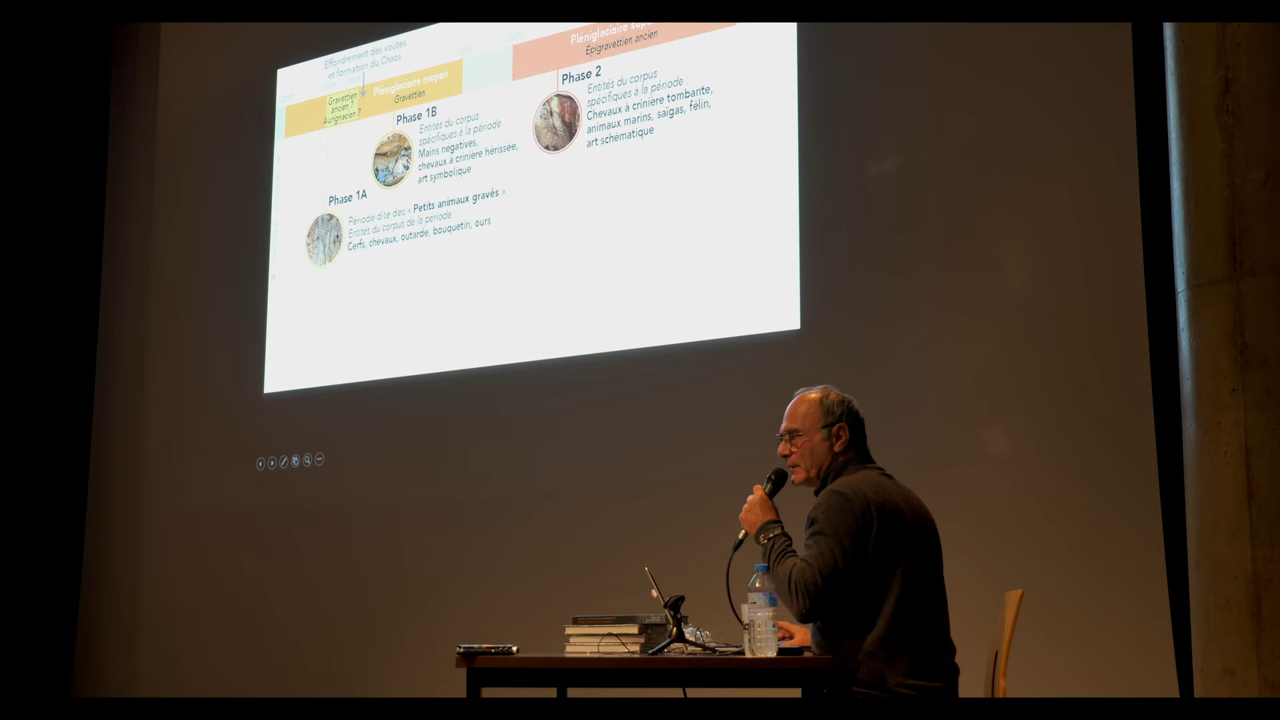 Effondrement des voûtes
et formation du Chaos
Pléniglaciaire moyen
Gravettien
Gravettien
ancien ?
Aurignacien ?
Pléniglaciaire
Épigravettien ancien
Phase 1B
Entités du corpus
spécifiques à la période :
Mains négatives,
chevaux à crinière hérissée,
art symbolique
Phase 2
Entités du corpus
spécifiques à la période :
Chevaux à crinière tombante,
animaux marins, saïgas, félin,
art schématique
Phase 1A
Période dite des « Petits animaux gravés »
Entités du corpus de la période
Cerfs, chevaux, outarde, bouquetin, ours